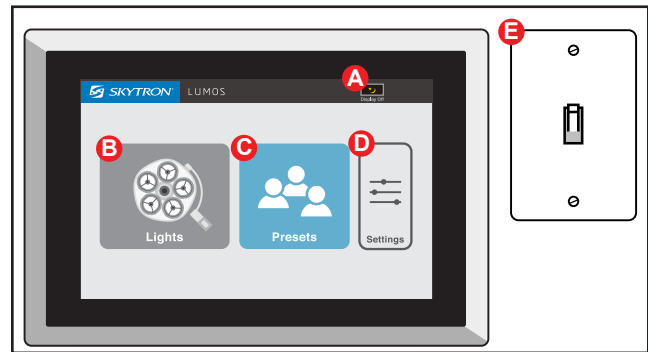 E
A
SKYTRON® LUMOS
Display Off
B
C
D
Lights
Presets
Settings